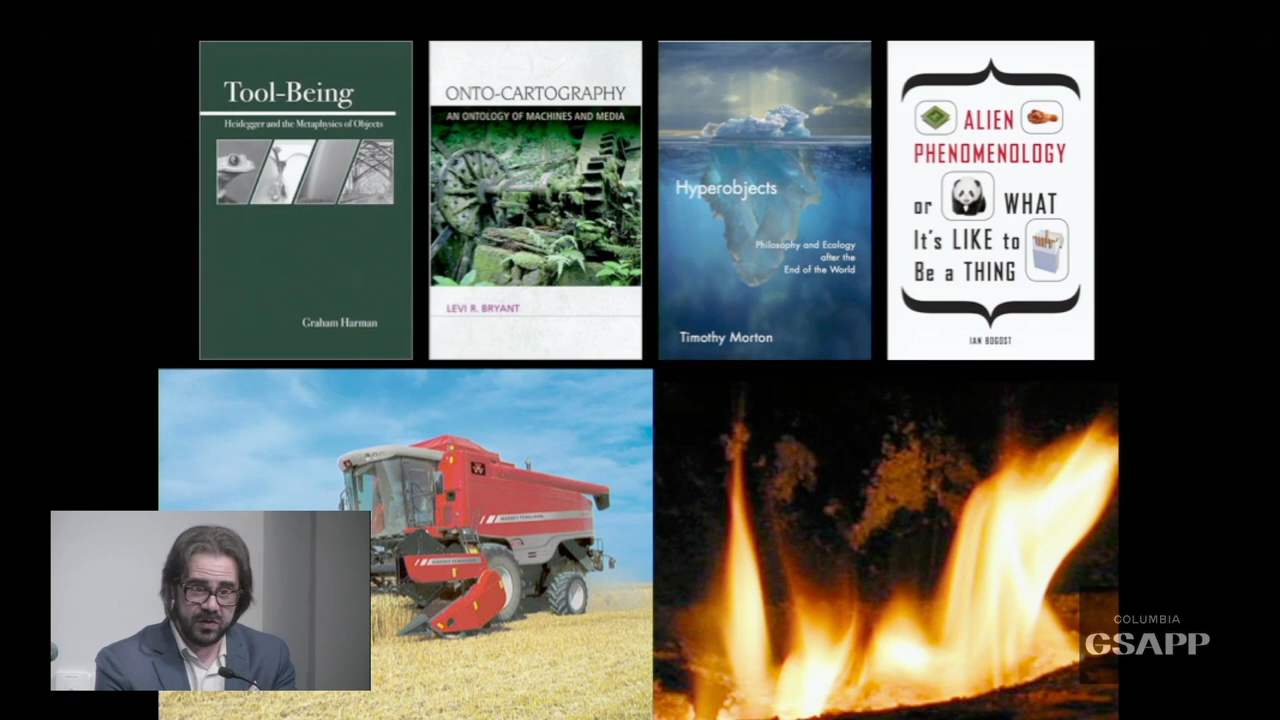 Tool-Being
Heidegger and the Metaphysics of Objects
Graham Harman
ONTO-CARTOGRAPHY
AN ONTOLOGY OF MACHINES AND MEDIA
LEVI R. BRYANT
Hyperobjects
Philosophy and Ecology
after the
End of the World
Timothy Morton
ALIEN
PHENOMENOLOGY
or WHAT
It's LIKE to
Be a THING
IAN BOGOST
MASSEY FERGUSON
MASSEY FERGUSON
COLUMBIA
GSAPP